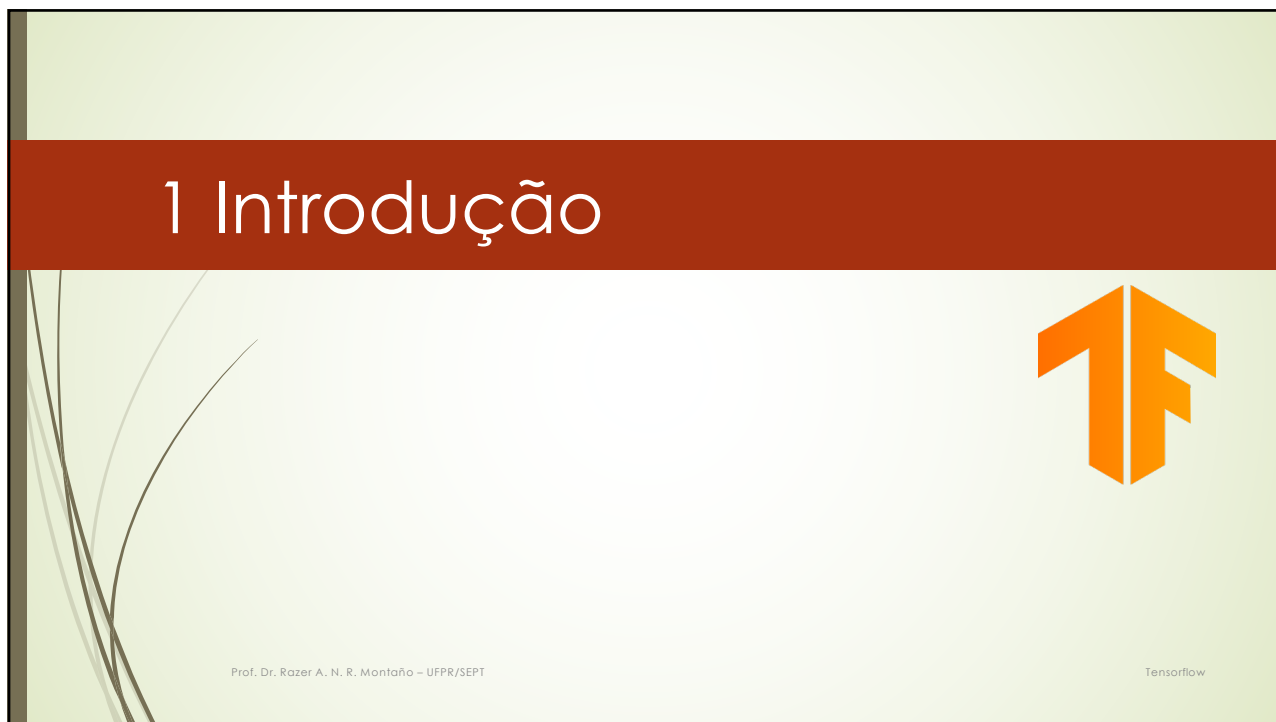 1 Introdução
Prof. Dr. Razer A. N. R. Montaño – UFPR/SEPT
Tensorflow